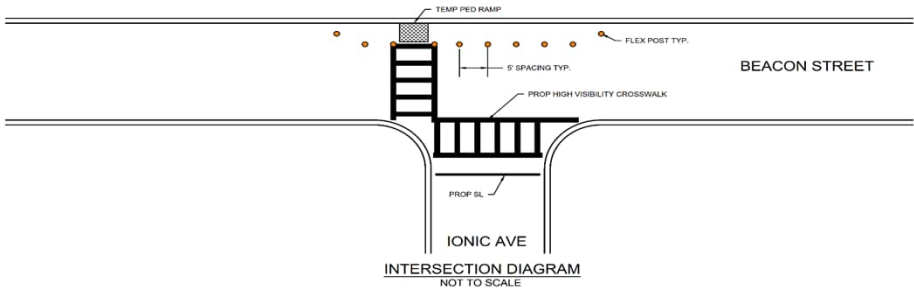 TEMP PED RAMP
FLEX POST TYP.
5' SPACING TYP.
BEACON STREET
PROP HIGH VISIBILITY CROSSWALK
PROP SL
IONIC AVE
INTERSECTION DIAGRAM
NOT TO SCALE